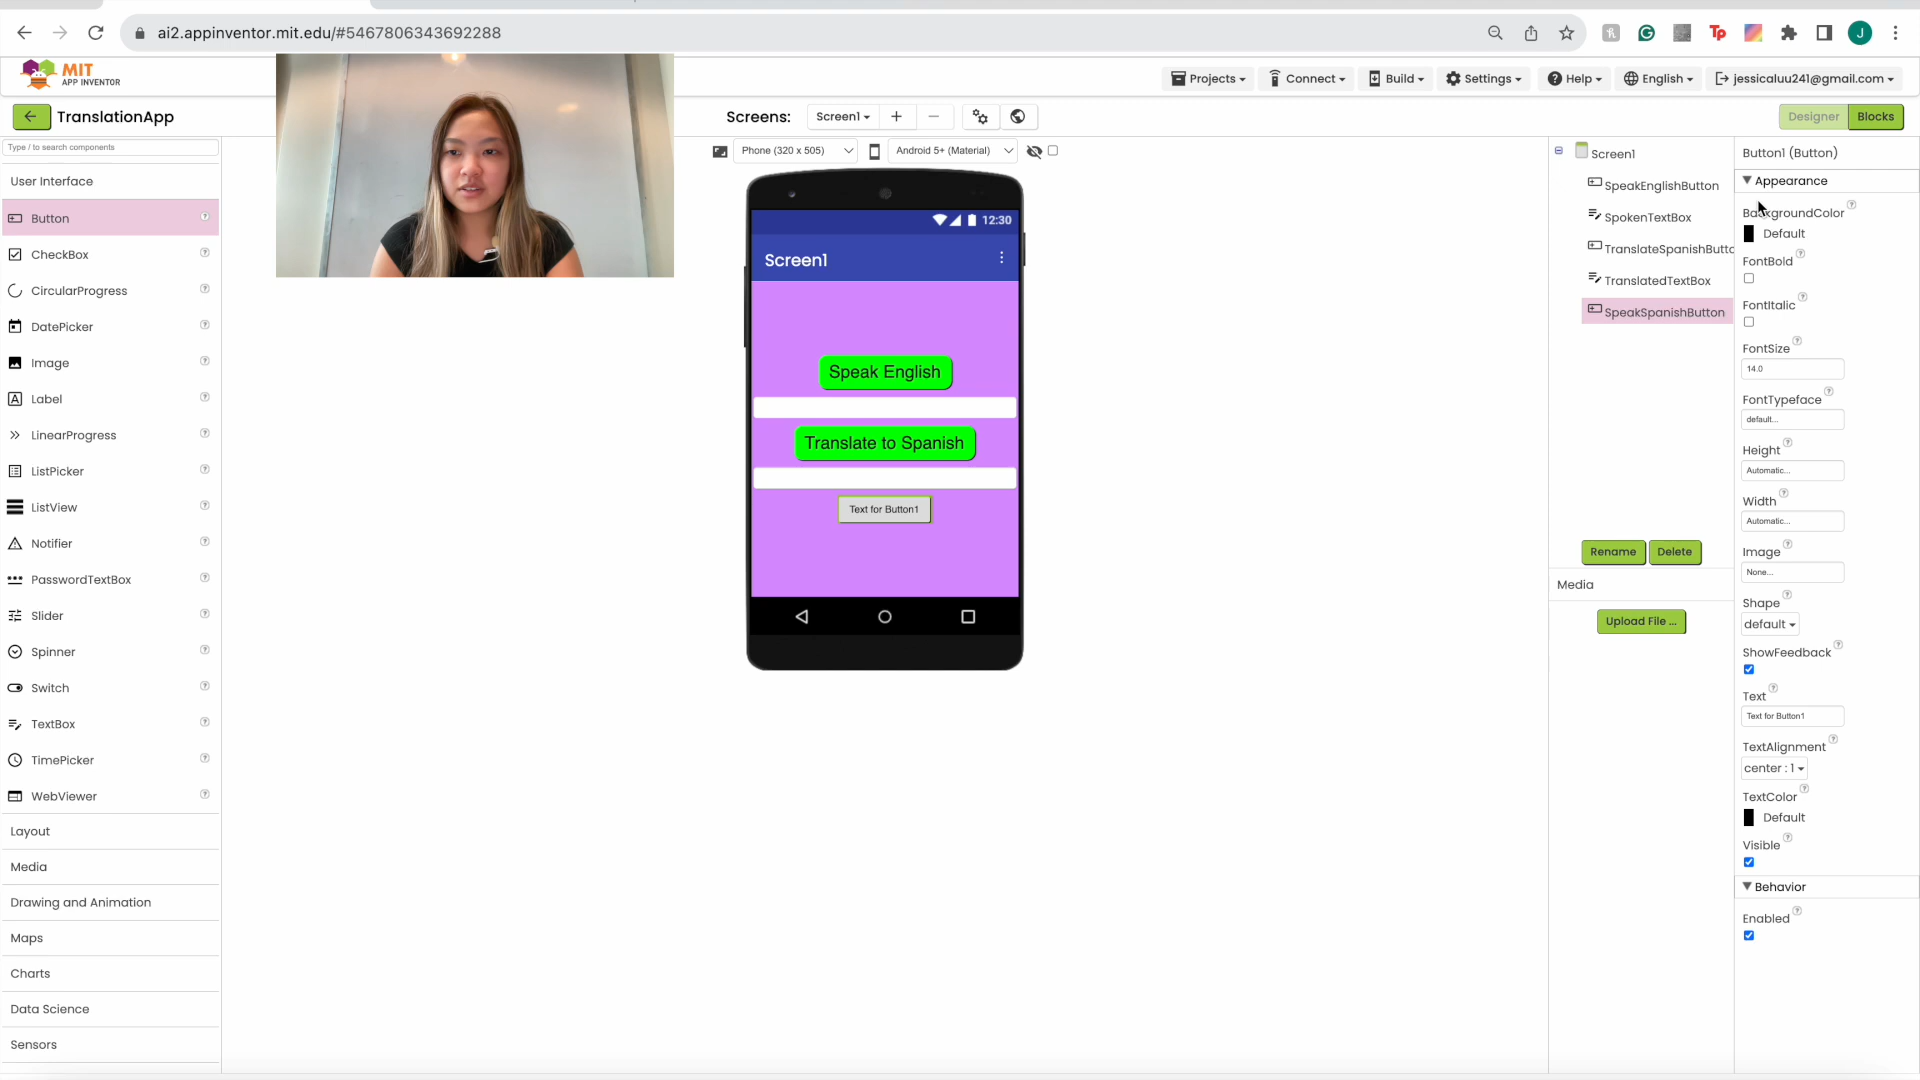 ai2.appinventor.mit.edu/#5467806343692288
J
MIT
APP INVENTOR
Projects
Connect
Build
Settings
Help
English
jessicaluu241@gmail.com
TranslationApp
Screens:
Screen1
Designer
Blocks
Type / to search components
Phone (320 x 505)
Android 5+ (Material)
User Interface
Button
CheckBox
CircularProgress
DatePicker
Image
Label
LinearProgress
ListPicker
ListView
Notifier
PasswordTextBox
Slider
Spinner
Switch
TextBox
TimePicker
WebViewer
Layout
Media
Drawing and Animation
Maps
Charts
Data Science
Sensors
12:30
Screen1
Speak English
Translate to Spanish
Text for Button1
Screen1
SpeakEnglishButton
SpokenTextBox
TranslateSpanishButto
TranslatedTextBox
SpeakSpanishButton
Rename
Delete
Media
Upload File ...
Button1 (Button)
Appearance
BackgroundColor
Default
FontBold
FontItalic
FontSize
14.0
FontTypeface
default...
Height
Automatic...
Width
Automatic...
Image
None...
Shape
default
ShowFeedback
Text
Text for Button1
TextAlignment
center : 1
TextColor
Default
Visible
Behavior
Enabled